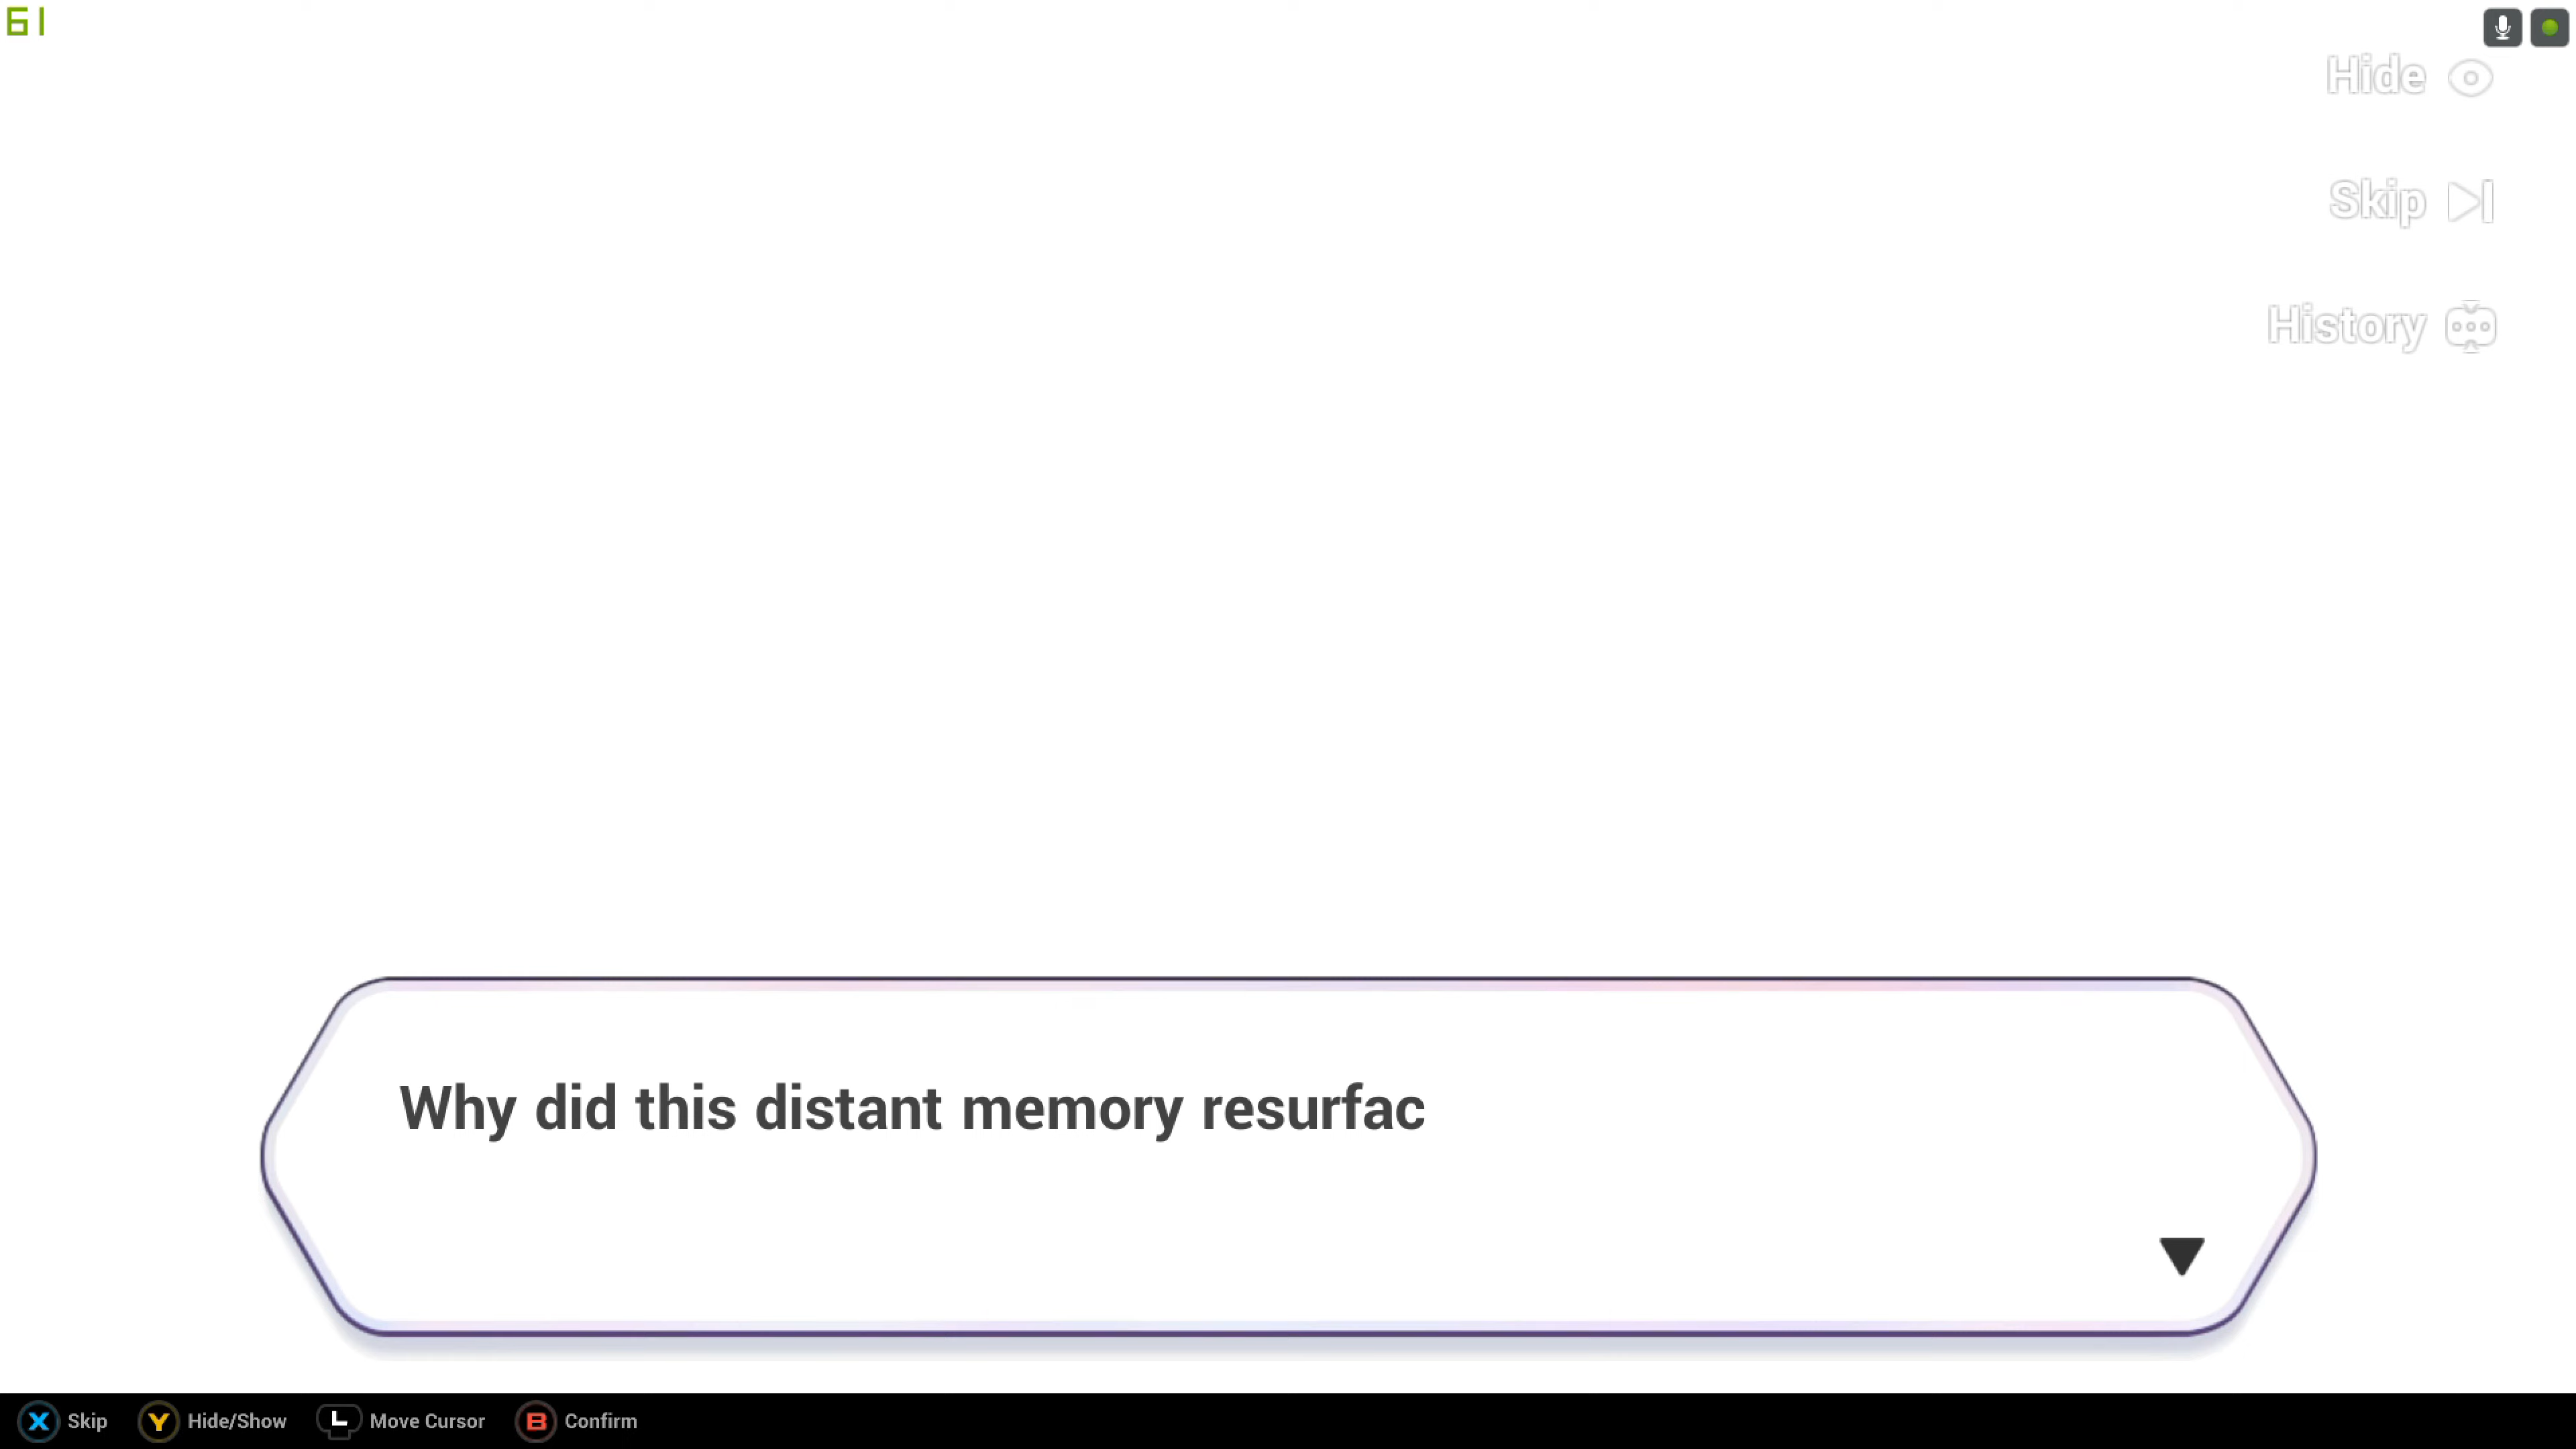 61
Hide
Skip
History
Why did this distant memory resurfac
X Skip Y Hide/Show L Move Cursor B Confirm